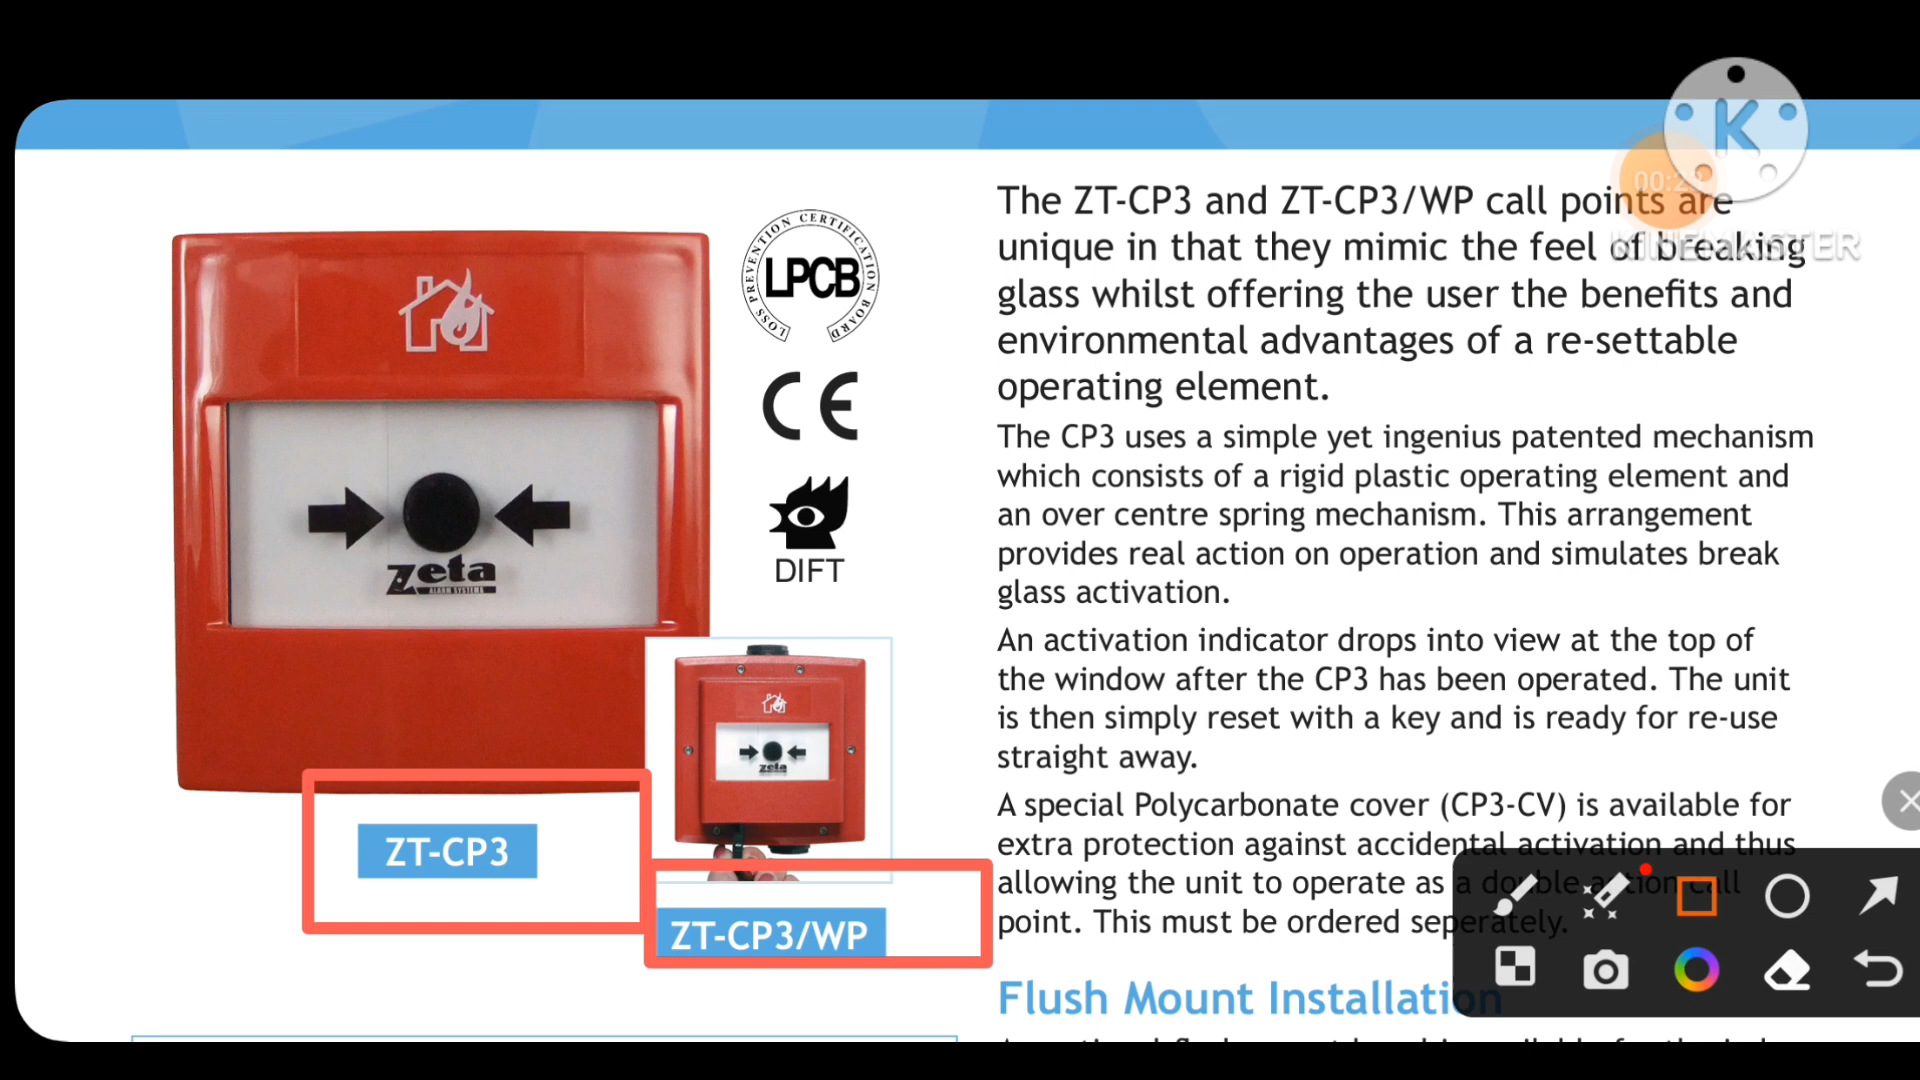 The ZT-CP3 and ZT-CP3/WP call points are
unique in that they mimic the feel of breaking
glass whilst offering the user the benefits and
environmental advantages of a re-settable
operating element.
The CP3 uses a simple yet ingenius patented mechanism
which consists of a rigid plastic operating element and
an over centre spring mechanism. This arrangement
provides real action on operation and simulates break
glass activation.
An activation indicator drops into view at the top of
the window after the CP3 has been operated. The unit
is then simply reset with a key and is ready for re-use
straight away.
A special Polycarbonate cover (CP3-CV) is available for
extra protection against accidental activation and thus
allowing the unit to operate as a double action call
point. This must be ordered seperately.
Flush Mount Installation
LOSS PREVENTION CERTIFICATION BOARD
LPCB
CE
DIFT
zeta
ALARM SYSTEMS
zeta
ZT-CP3
ZT-CP3/WP
K
KINEMASTER